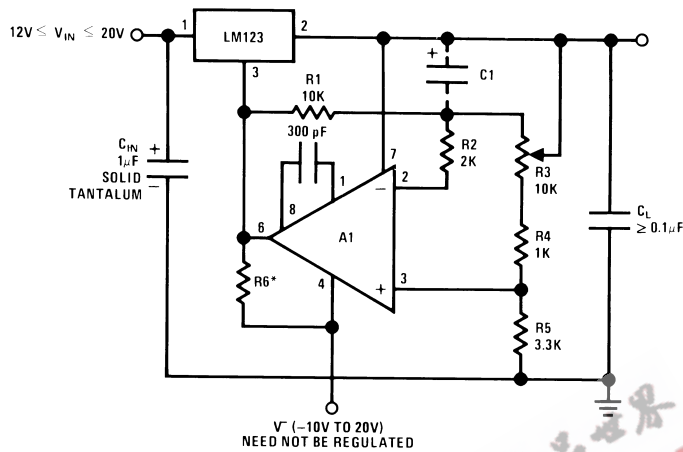 12V ≤ VIN ≤ 20V
1
LM123
2
3
R1
10K
300 pF
+
C1
CIN
1μF
SOLID
TANTALUM
+
−
8
1
7
−
2
R2
2K
R3
10K
6
A1
R4
1K
CL
≥ 0.1μF
R6*
4
+
3
R5
3.3K
V− (−10V TO 20V)
NEED NOT BE REGULATED